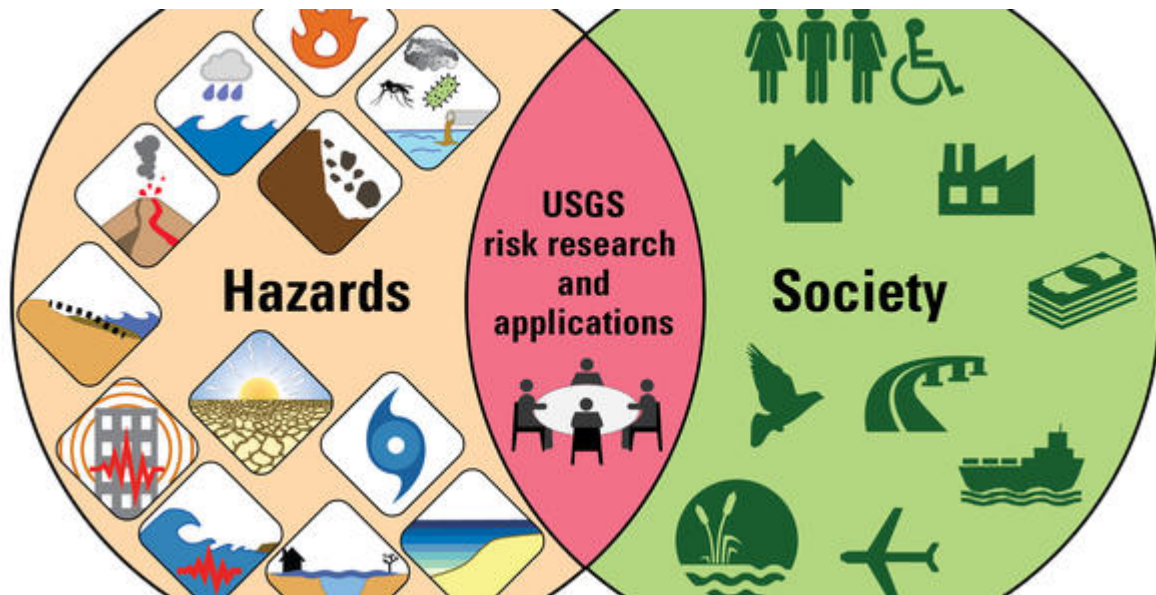 Hazards
USGS
risk research
and
applications
Society